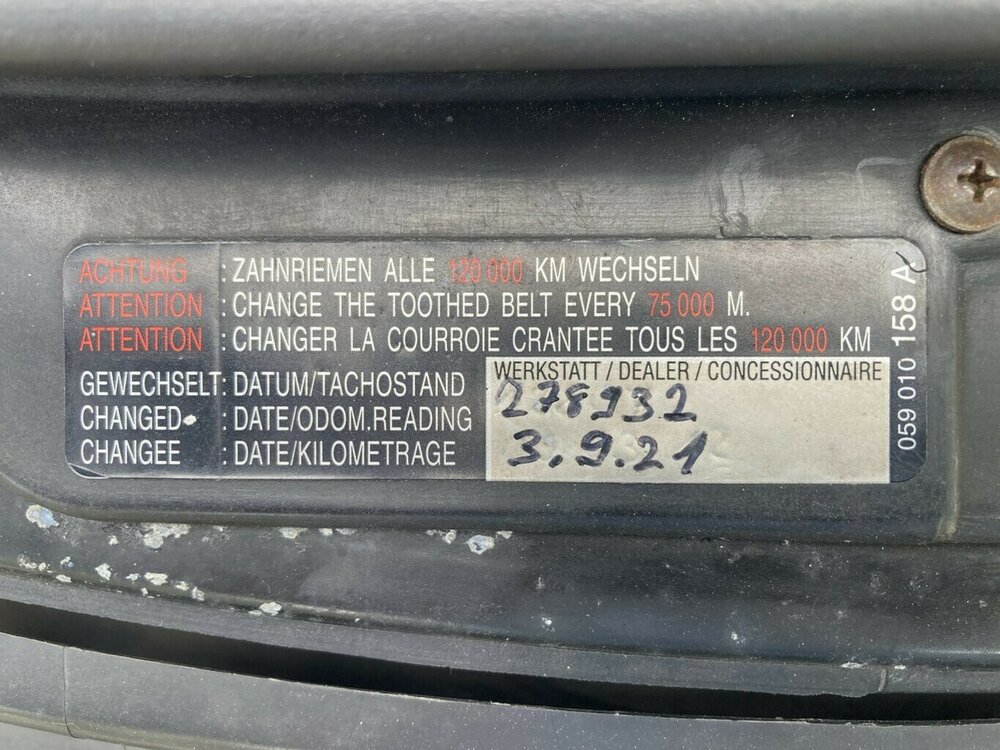 ACHTUNG : ZAHNRIEMEN ALLE 120 000 KM WECHSELN
ATTENTION : CHANGE THE TOOTHED BELT EVERY 75 000 M.
ATTENTION : CHANGER LA COURROIE CRANTEE TOUS LES 120 000 KM
GEWECHSELT: DATUM/TACHOSTAND
CHANGED : DATE/ODOM.READING
CHANGEE : DATE/KILOMETRAGE
WERKSTATT / DEALER / CONCESSIONNAIRE
278932
3.9.21
059 010 158 A